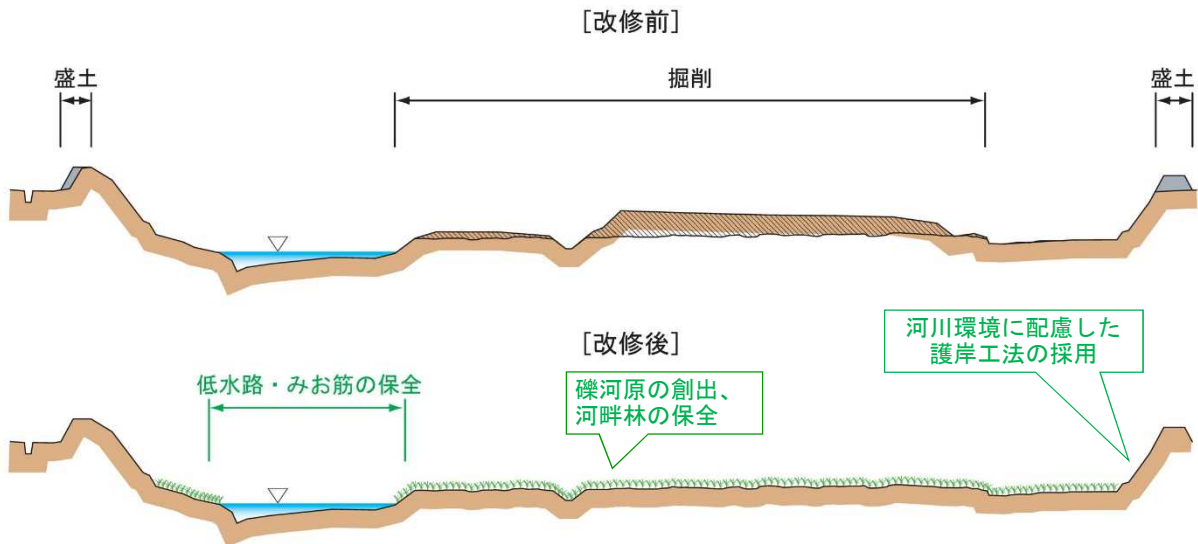 [改修前]
盛土
掘削
盛土
[改修後]
低水路・みお筋の保全
礫河原の創出、
河畔林の保全
河川環境に配慮した
護岸工法の採用